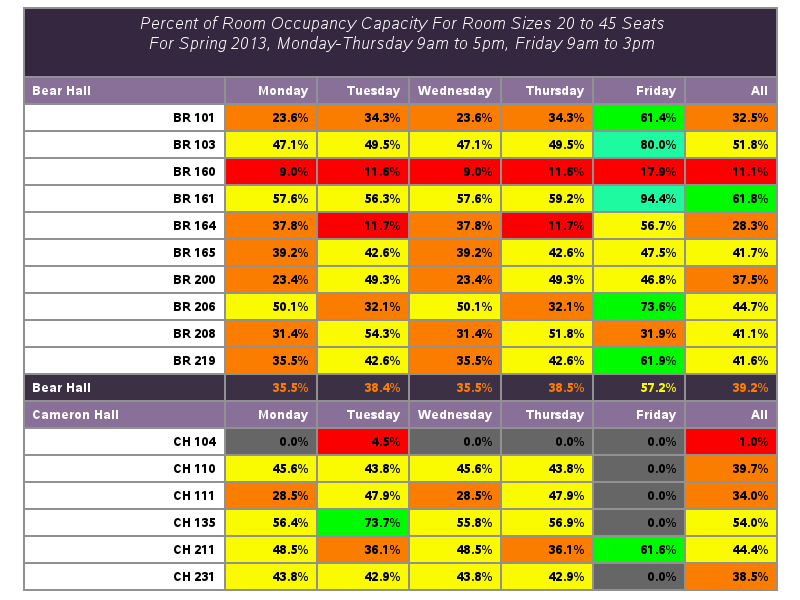 Percent of Room Occupancy Capacity For Room Sizes 20 to 45 Seats
For Spring 2013, Monday-Thursday 9am to 5pm, Friday 9am to 3pm
Bear Hall Monday Tuesday Wednesday Thursday Friday All
BR 101 23.6% 34.3% 23.6% 34.3% 61.4% 32.5%
BR 103 47.1% 49.5% 47.1% 49.5% 80.0% 51.8%
BR 160 9.0% 11.6% 9.0% 11.6% 17.9% 11.1%
BR 161 57.6% 56.3% 57.6% 59.2% 94.4% 61.8%
BR 164 37.8% 11.7% 37.8% 11.7% 56.7% 28.3%
BR 165 39.2% 42.6% 39.2% 42.6% 47.5% 41.7%
BR 200 23.4% 49.3% 23.4% 49.3% 46.8% 37.5%
BR 206 50.1% 32.1% 50.1% 32.1% 73.6% 44.7%
BR 208 31.4% 54.3% 31.4% 51.8% 31.9% 41.1%
BR 219 35.5% 42.6% 35.5% 42.6% 61.9% 41.6%
Bear Hall 35.5% 38.4% 35.5% 38.5% 57.2% 39.2%
Cameron Hall Monday Tuesday Wednesday Thursday Friday All
CH 104 0.0% 4.5% 0.0% 0.0% 0.0% 1.0%
CH 110 45.6% 43.8% 45.6% 43.8% 0.0% 39.7%
CH 111 28.5% 47.9% 28.5% 47.9% 0.0% 34.0%
CH 135 56.4% 73.7% 55.8% 56.9% 0.0% 54.0%
CH 211 48.5% 36.1% 48.5% 36.1% 61.6% 44.4%
CH 231 43.8% 42.9% 43.8% 42.9% 0.0% 38.5%